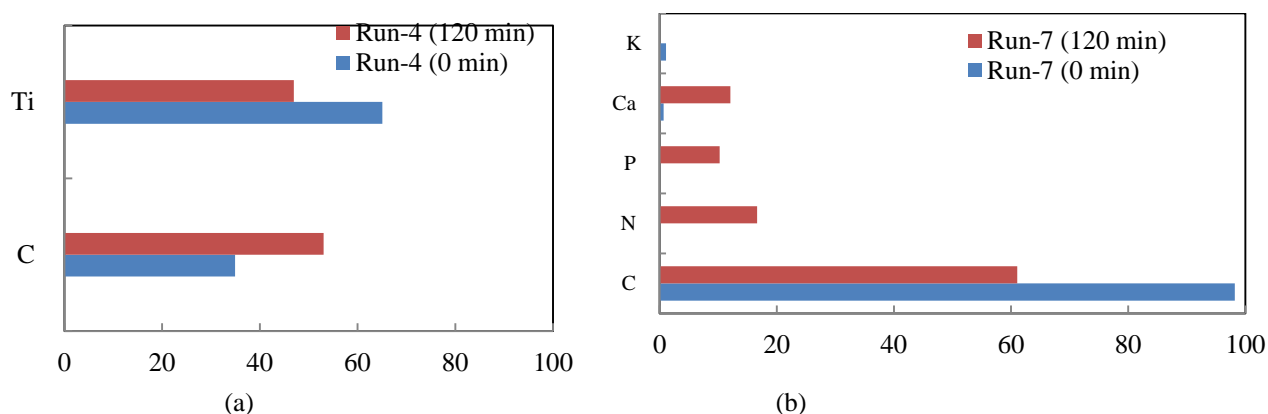 Run-4 (120 min)
Run-4 (0 min)
Ti
C
0 20 40 60 80 100
(a)
Run-7 (120 min)
Run-7 (0 min)
K
Ca
P
N
C
0 20 40 60 80 100
(b)